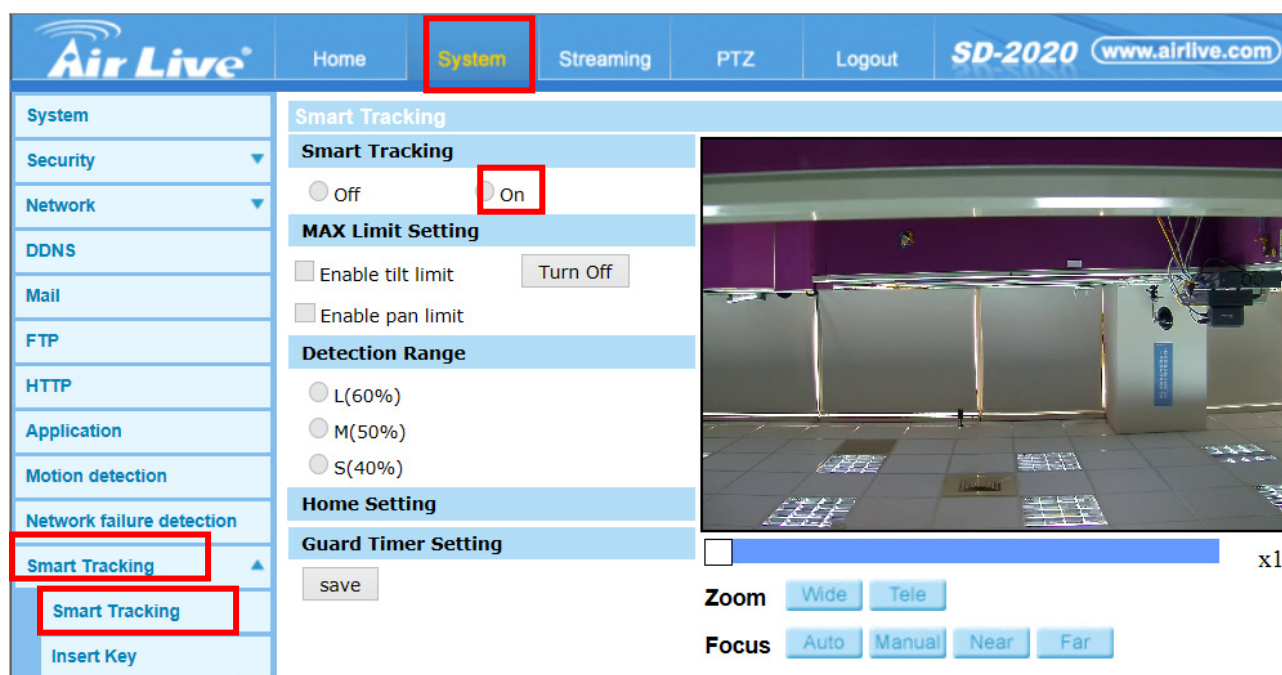 Air Live®
Home
System
Streaming
PTZ
Logout
SD-2020
www.airlive.com
System
Security
Network
DDNS
Mail
FTP
HTTP
Application
Motion detection
Network failure detection
Smart Tracking
Smart Tracking
Insert Key
Smart Tracking
Smart Tracking
Off On
MAX Limit Setting
Enable tilt limit Turn Off
Enable pan limit
Detection Range
L(60%)
M(50%)
S(40%)
Home Setting
Guard Timer Setting
save
x1
Zoom Wide Tele
Focus Auto Manual Near Far